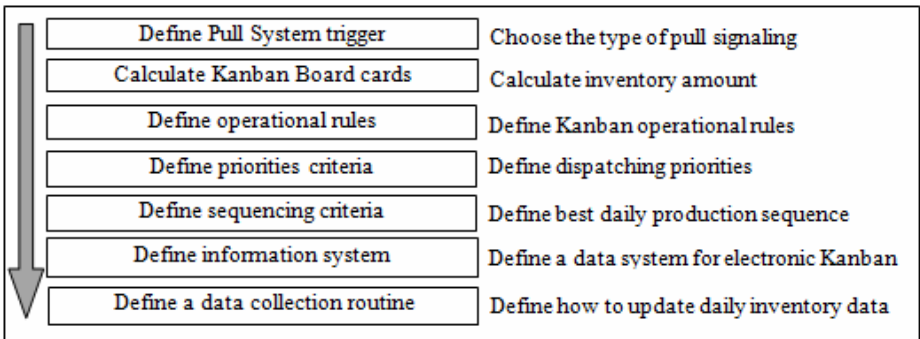 Define Pull System trigger Choose the type of pull signaling
Calculate Kanban Board cards Calculate inventory amount
Define operational rules Define Kanban operational rules
Define priorities criteria Define dispatching priorities
Define sequencing criteria Define best daily production sequence
Define information system Define a data system for electronic Kanban
Define a data collection routine Define how to update daily inventory data